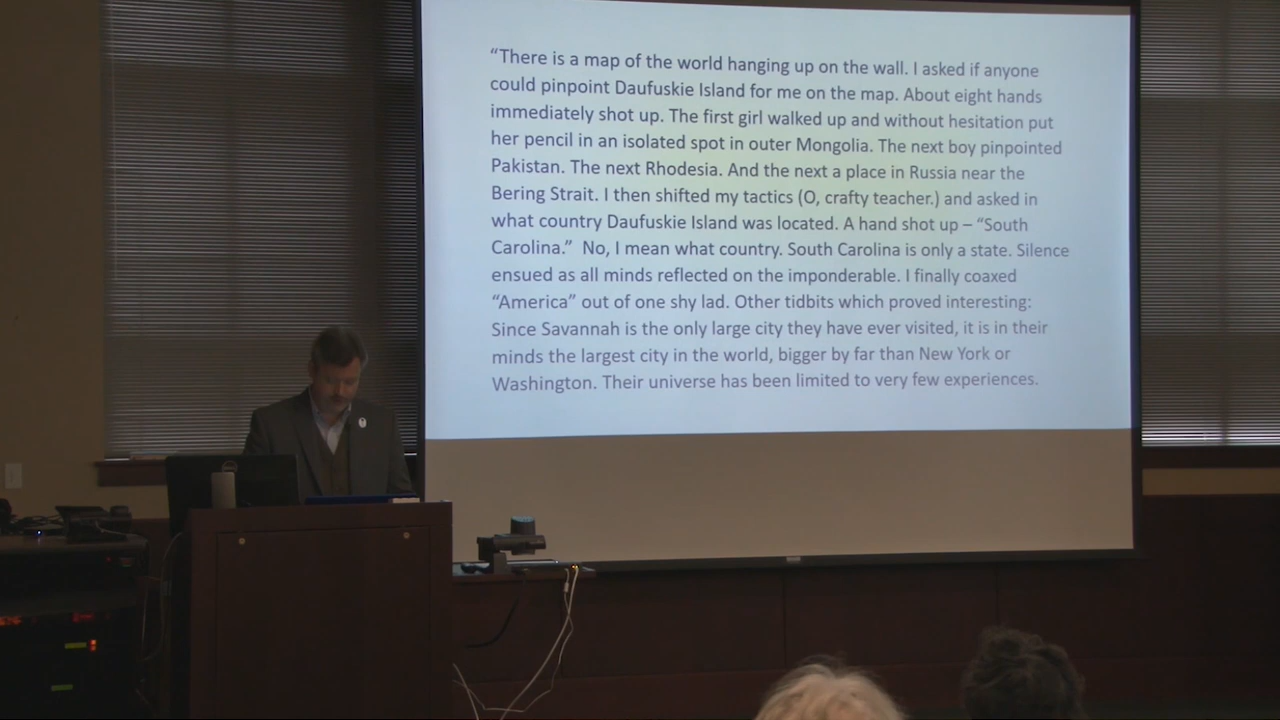 “There is a map of the world hanging up on the wall. I asked if anyone
could pinpoint Daufuskie Island for me on the map. About eight hands
immediately shot up. The first girl walked up and without hesitation put
her pencil in an isolated spot in outer Mongolia. The next boy pinpointed
Pakistan. The next Rhodesia. And the next a place in Russia near the
Bering Strait. I then shifted my tactics (O, crafty teacher.) and asked in
what country Daufuskie Island was located. A hand shot up – “South
Carolina.”  No, I mean what country. South Carolina is only a state. Silence
ensued as all minds reflected on the imponderable. I finally coaxed
“America” out of one shy lad. Other tidbits which proved interesting:
Since Savannah is the only large city they have ever visited, it is in their
minds the largest city in the world, bigger by far than New York or
Washington. Their universe has been limited to very few experiences.